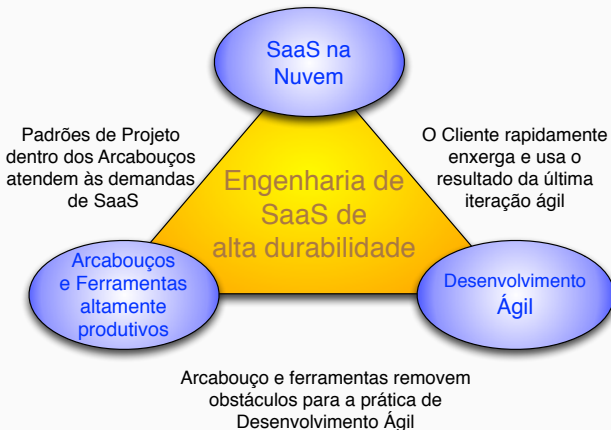 SaaS na
Nuvem
Padrões de Projeto
dentro dos Arcabouços
atendem às demandas
de SaaS
O Cliente rapidamente
enxerga e usa o
resultado da última
iteração ágil
Engenharia de
SaaS de
alta durabilidade
Arcabouços
e Ferramentas
altamente
produtivos
Desenvolvimento
Ágil
Arcabouço e ferramentas removem
obstáculos para a prática de
Desenvolvimento Ágil